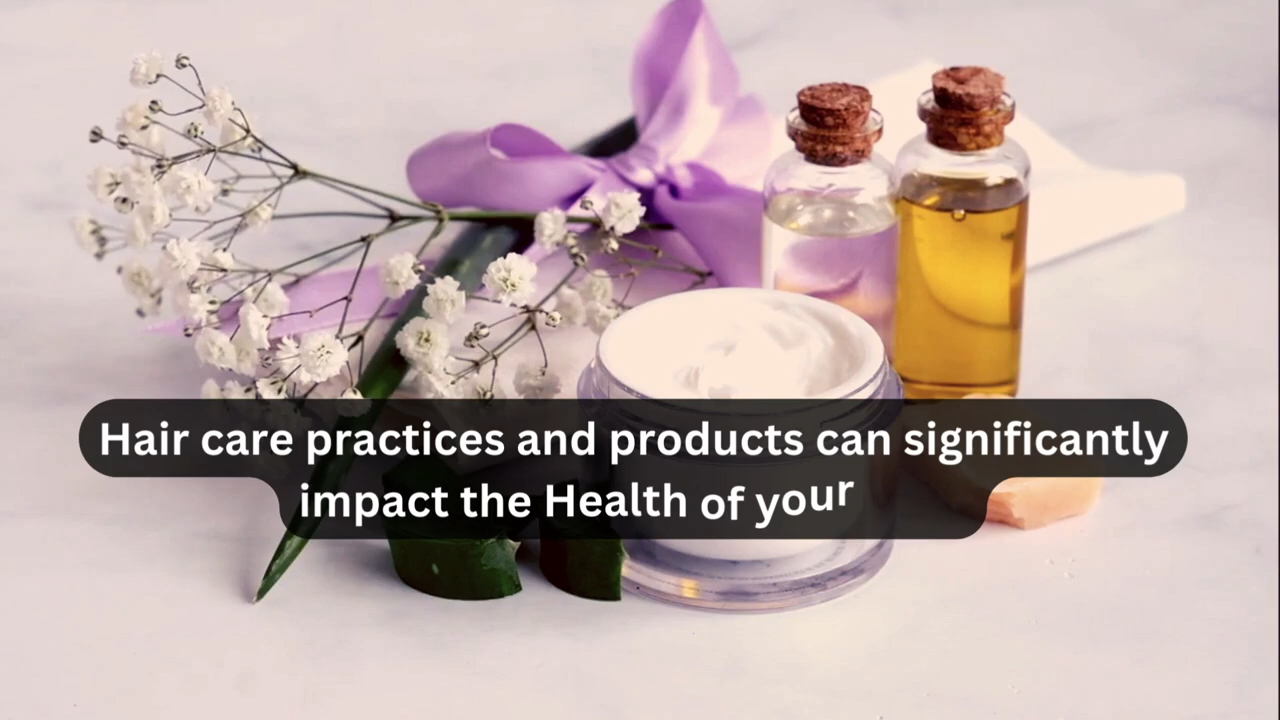 Hair care practices and products can significantly
impact the Health of your